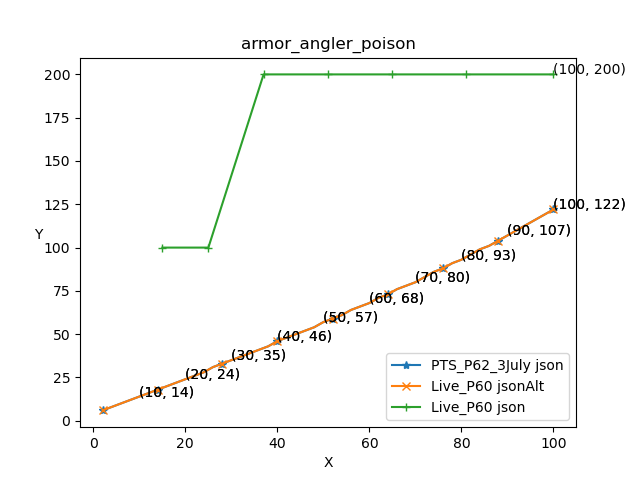 armor_angler_poison
200
175
150
125
100
75
50
25
0
Y
(100, 200)
(100, 122)
(90, 107)
(80, 93)
(70, 80)
(60, 68)
(50, 57)
(40, 46)
(30, 35)
(20, 24)
(10, 14)
PTS_P62_3July json
Live_P60 jsonAlt
Live_P60 json
0 20 40 60 80 100
X